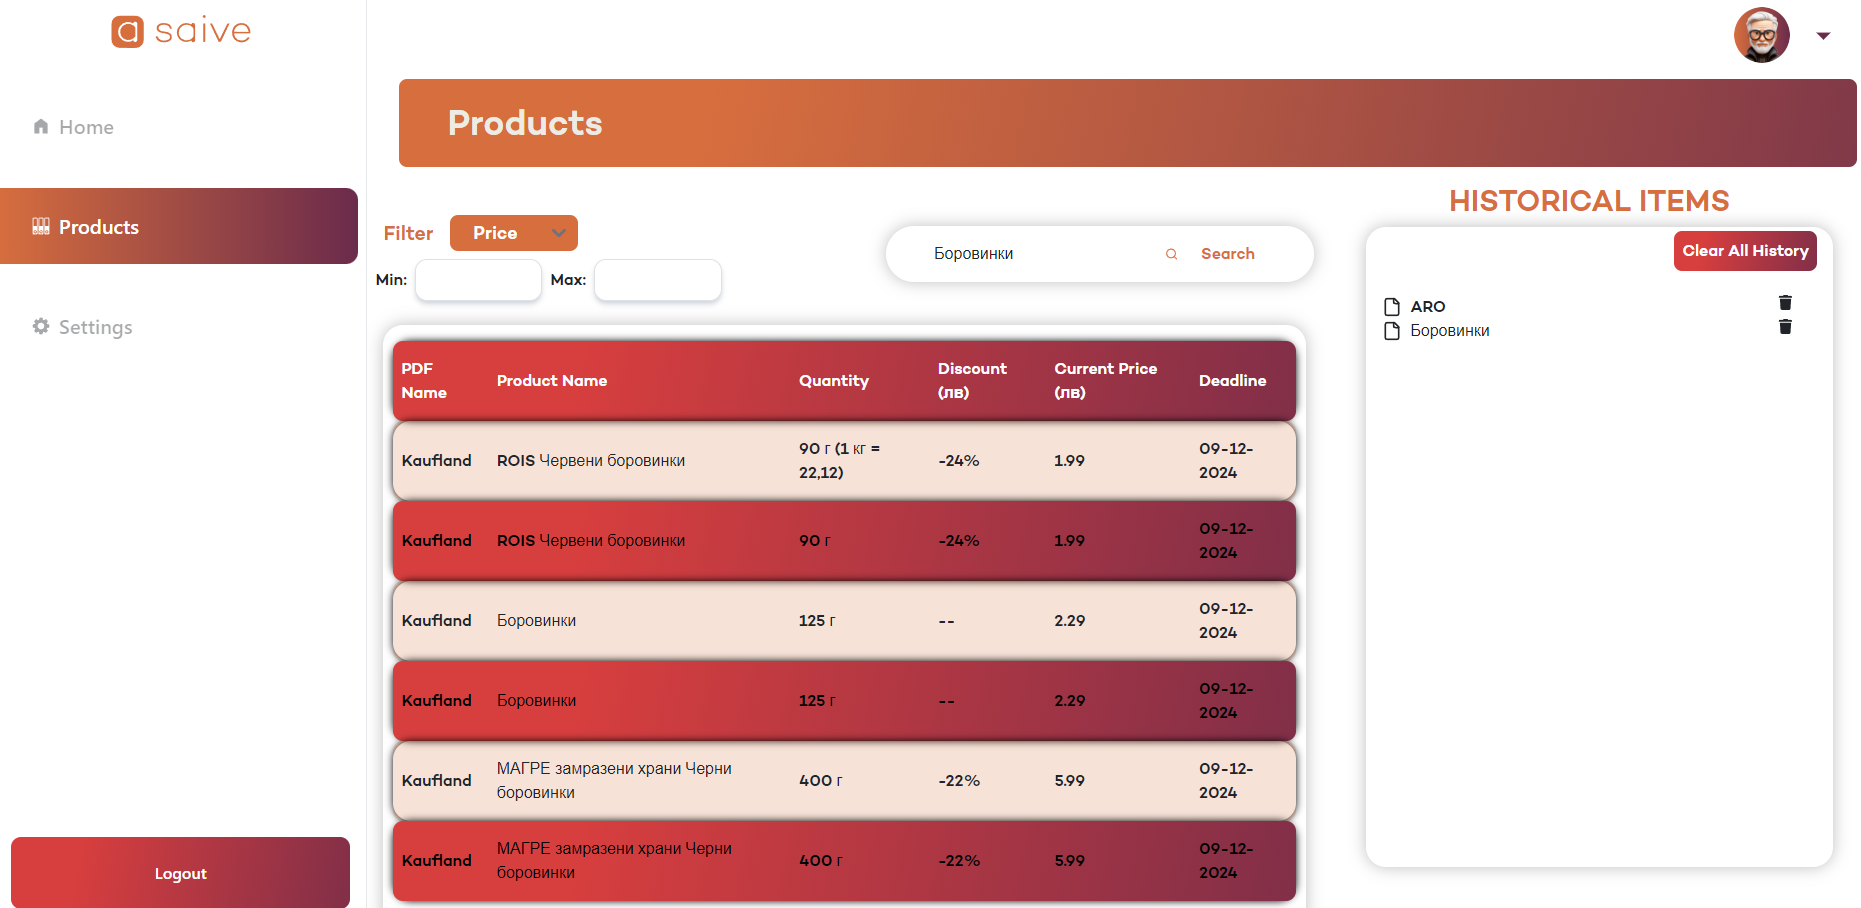 a saive
Home
Products
Settings
Logout
Products
Filter
Price
Min:
Max:
Боровинки
Search
HISTORICAL ITEMS
Clear All History
ARO
Боровинки
PDF
Name
Product Name
Quantity
Discount
(лв)
Current Price
(лв)
Deadline
Kaufland
ROIS Червени боровинки
90 г (1 кг =
22,12)
-24%
1.99
09-12-
2024
Kaufland
ROIS Червени боровинки
90 г
-24%
1.99
09-12-
2024
Kaufland
Боровинки
125 г
--
2.29
09-12-
2024
Kaufland
Боровинки
125 г
--
2.29
09-12-
2024
Kaufland
МАГРЕ замразени храни Черни
боровинки
400 г
-22%
5.99
09-12-
2024
Kaufland
МАГРЕ замразени храни Черни
боровинки
400 г
-22%
5.99
09-12-
2024